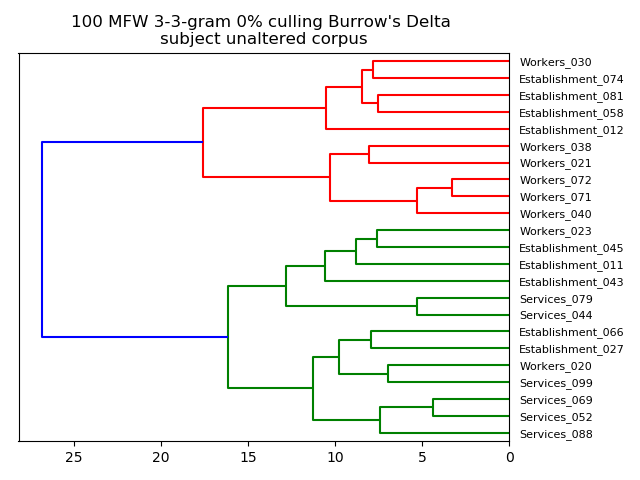 100 MFW 3-3-gram 0% culling Burrow's Delta
subject unaltered corpus
Workers_030
Establishment_074
Establishment_081
Establishment_058
Establishment_012
Workers_038
Workers_021
Workers_072
Workers_071
Workers_040
Workers_023
Establishment_045
Establishment_011
Establishment_043
Services_079
Services_044
Establishment_066
Establishment_027
Workers_020
Services_099
Services_069
Services_052
Services_088
25 20 15 10 5 0